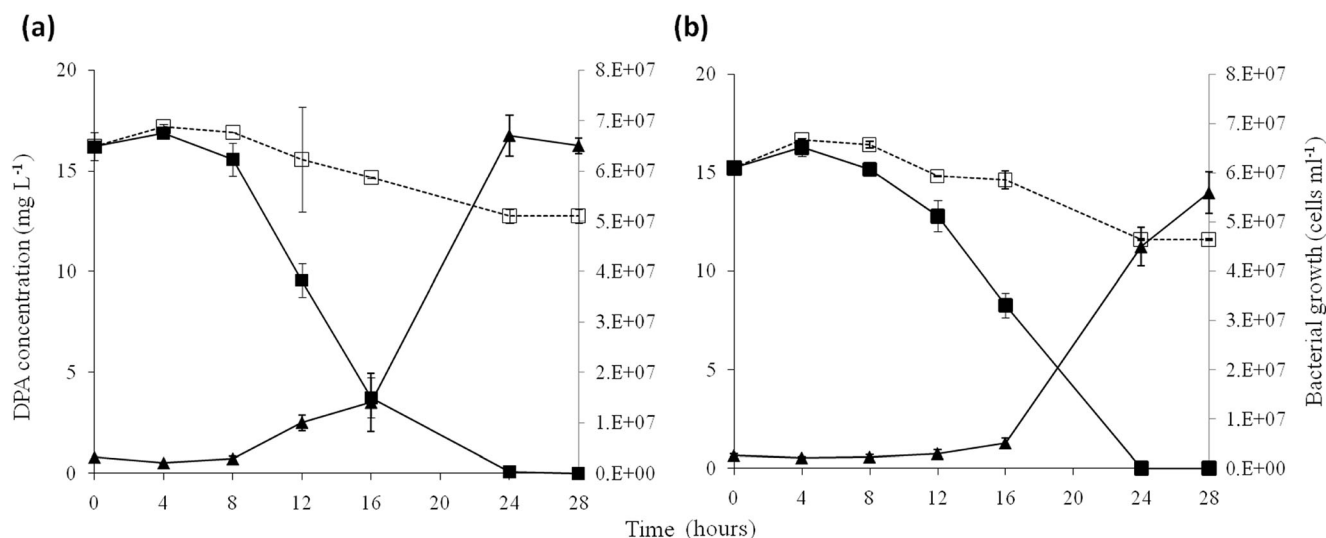 (a)
(b)
20
15
10
5
0
DPA concentration (mg L-1)
8.E+07
7.E+07
6.E+07
5.E+07
4.E+07
3.E+07
2.E+07
1.E+07
0.E+00
0 4 8 12 16 20 24 28
20
15
10
5
0
8.E+07
7.E+07
6.E+07
5.E+07
4.E+07
3.E+07
2.E+07
1.E+07
0.E+00
Bacterial growth (cells ml-1)
0 4 8 12 16 20 24 28
Time (hours)